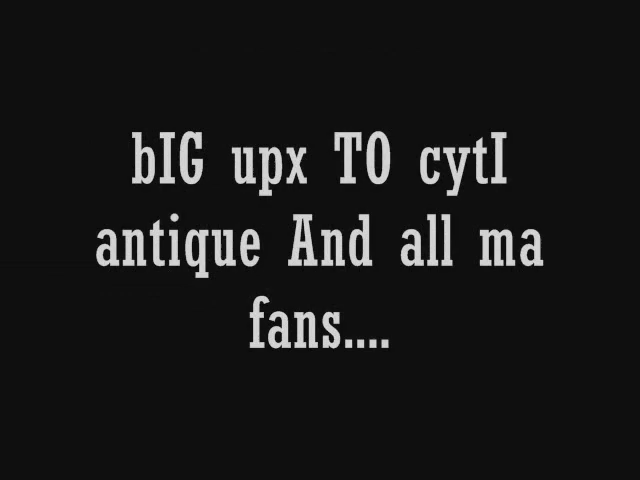 bIG upx TO cytI
antique And all ma
fans....